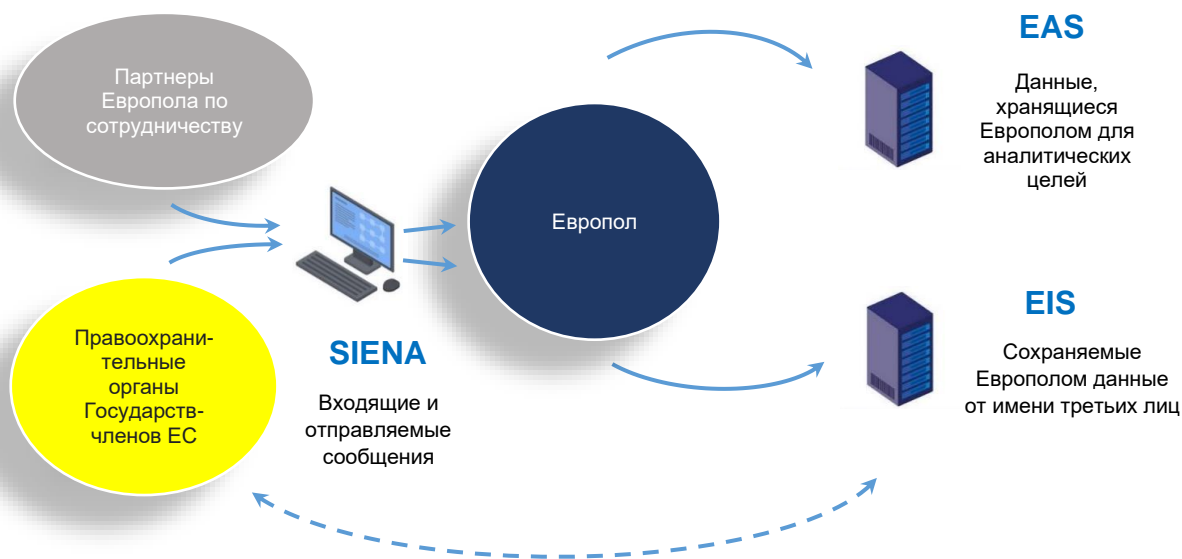 Партнеры
Европола по
сотрудничеству
Правоохрани-
тельные
органы
Государств-
членов ЕС
SIENA
Входящие и
отправляемые
сообщения
Европол
EAS
Данные,
хранящиеся
Европолом для
аналитических
целей
EIS
Сохраняемые
Европолом данные
от имени третьих лиц